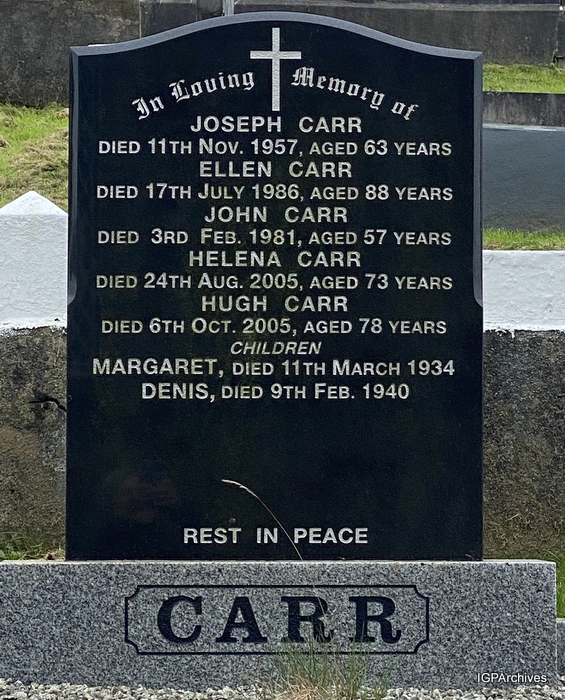 In Loving Memory of
JOSEPH CARR
DIED 11TH NOV. 1957, AGED 63 YEARS
ELLEN CARR
DIED 17TH JULY 1986, AGED 88 YEARS
JOHN CARR
DIED 3RD FEB. 1981, AGED 57 YEARS
HELENA CARR
DIED 24TH AUG. 2005, AGED 73 YEARS
HUGH CARR
DIED 6TH OCT. 2005, AGED 78 YEARS
CHILDREN
MARGARET, DIED 11TH MARCH 1934
DENIS, DIED 9TH FEB. 1940
REST IN PEACE
CARR
IGPArchives